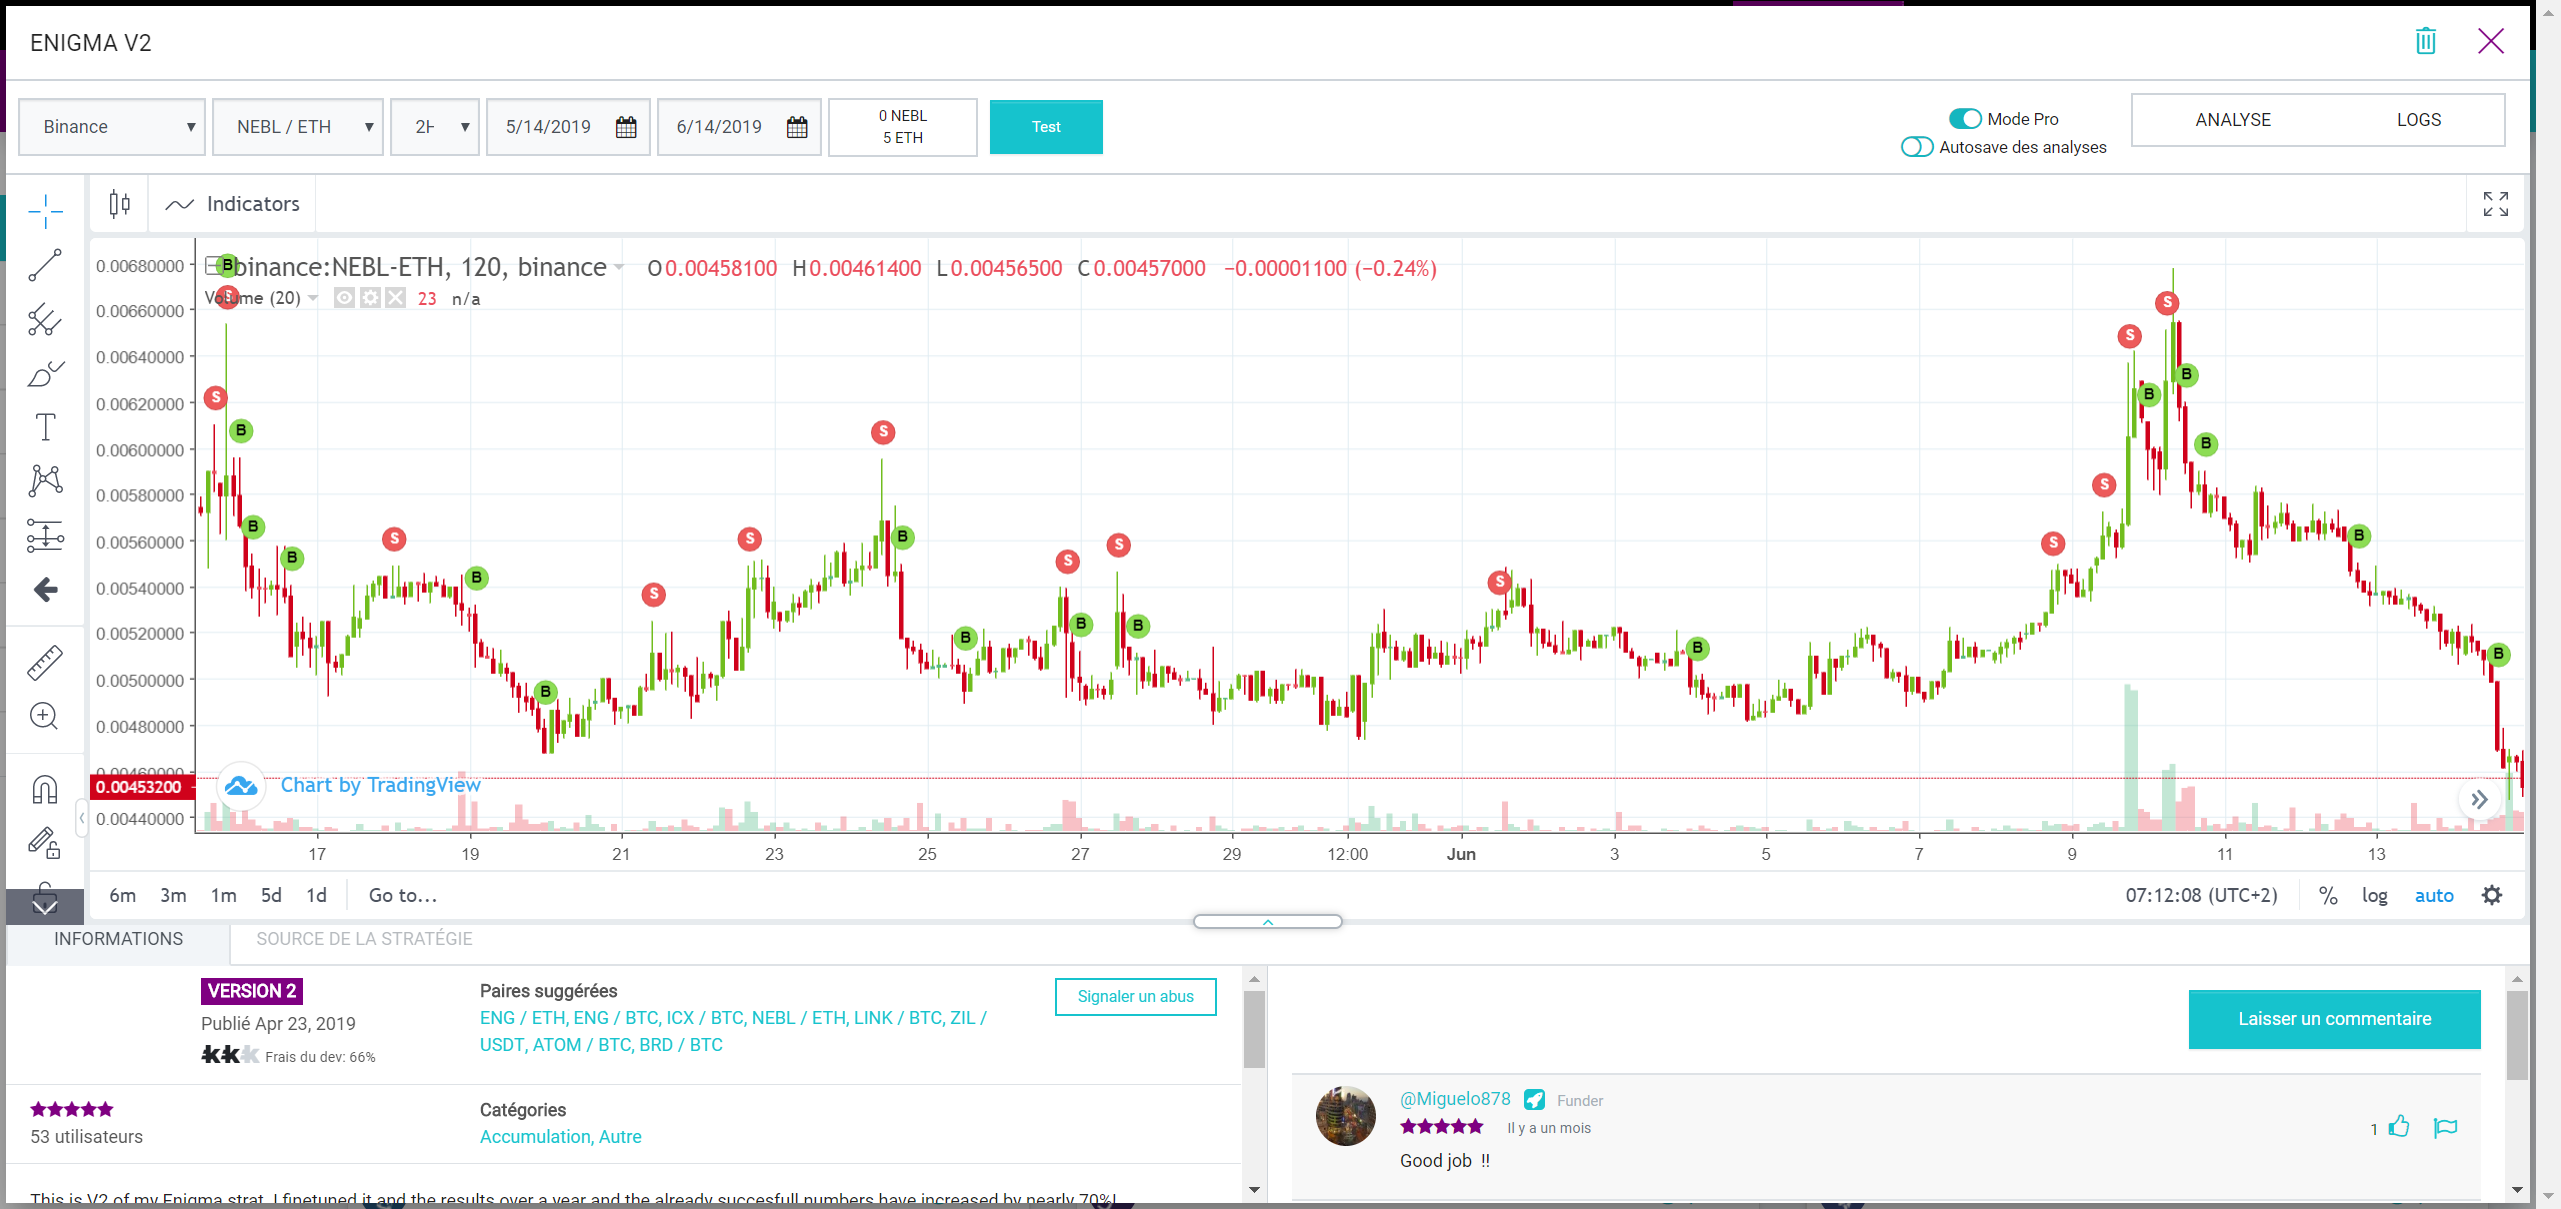 ENIGMA V2
Binance
NEBL / ETH
2H
5/14/2019
6/14/2019
0 NEBL
5 ETH
Test
Mode Pro
Autosave des analyses
ANALYSE
LOGS
Indicators
binance:NEBL-ETH, 120, binance
O0.00458100 H0.00461400 L0.00456500 C0.00457000 −0.00001100 (−0.24%)
Volume (20) 23 n/a
0.00680000
0.00660000
0.00640000
0.00620000
0.00600000
0.00580000
0.00560000
0.00540000
0.00520000
0.00500000
0.00480000
0.00460000
0.00453200
0.00440000
B
S
S
B
B
B
S
B
B
S
S
S
B
B
S
B
S
B
S
B
S
S
S
B
S
B
B
B
B
Chart by TradingView
17 19 21 23 25 27 29 12:00 Jun 3 5 7 9 11 13
6m 3m 1m 5d 1d Go to...
07:12:08 (UTC+2) % log auto
INFORMATIONS
SOURCE DE LA STRATÉGIE
VERSION 2
Publié Apr 23, 2019
Frais du dev: 66%
Paires suggérées
ENG / ETH, ENG / BTC, ICX / BTC, NEBL / ETH, LINK / BTC, ZIL /
USDT, ATOM / BTC, BRD / BTC
Signaler un abus
53 utilisateurs
Catégories
Accumulation, Autre
This is V2 of my Enigma strat. I finetuned it and the results over a year and the already succesfull numbers have increased by nearly 70%!
Laisser un commentaire
@Miguelo878 Funder
Il y a un mois
Good job !!
1